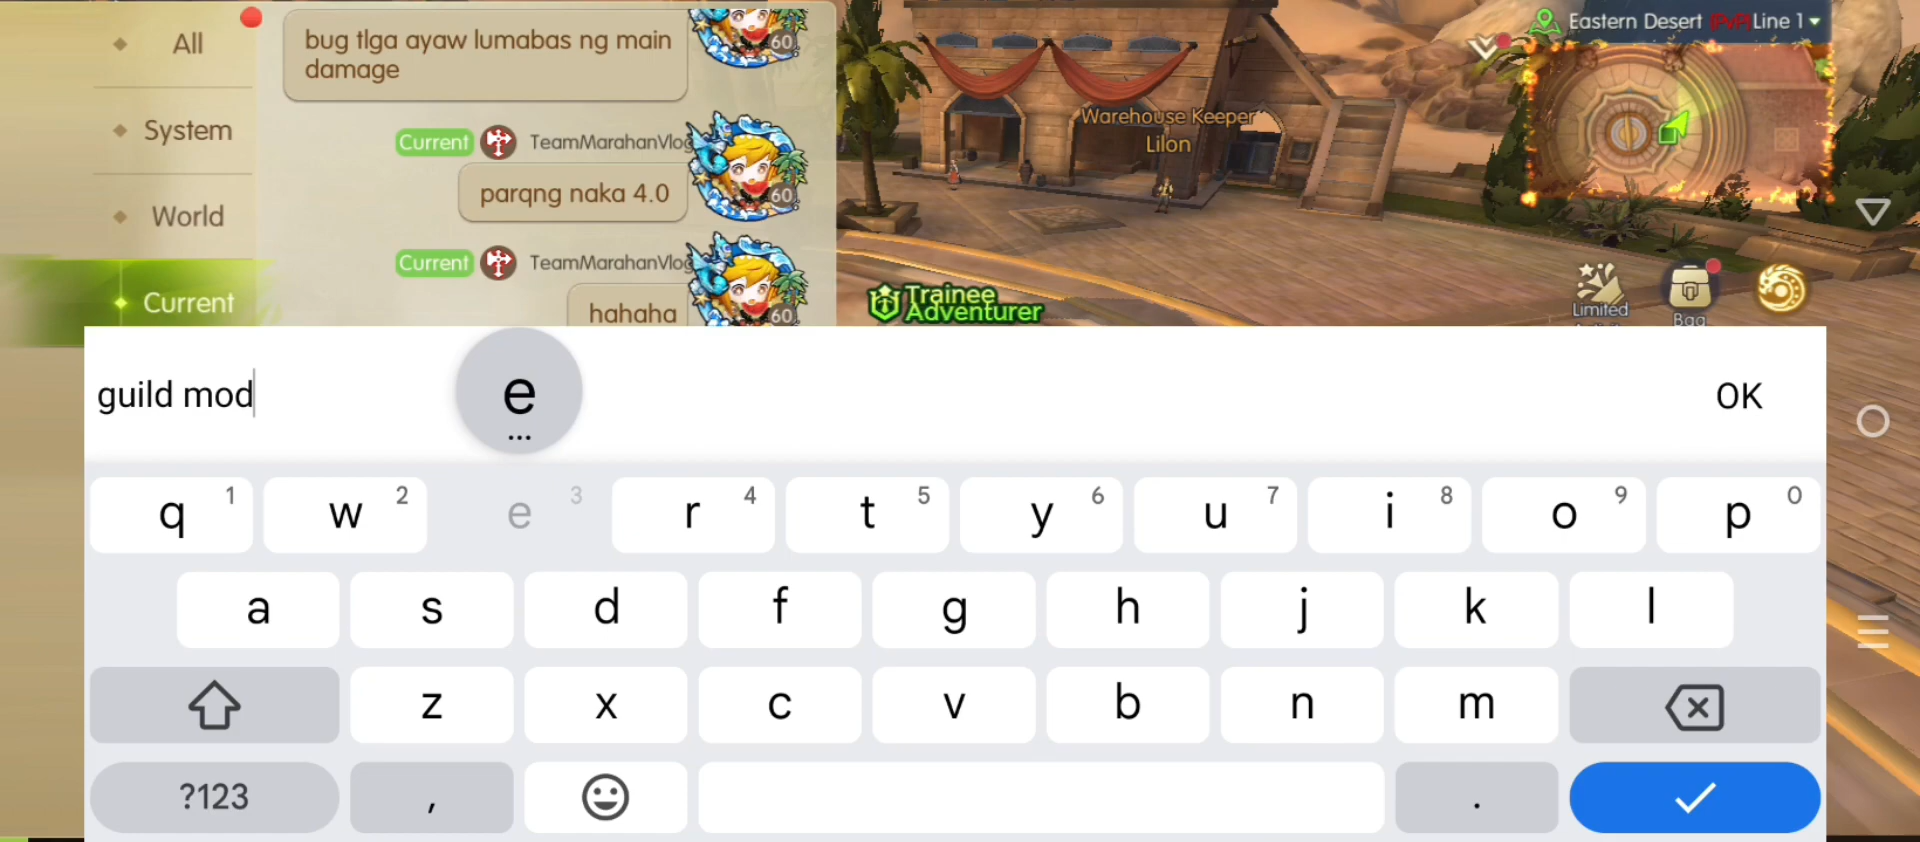 All
System
World
Current
bug tlga ayaw lumabas ng main
damage
60
Current TeamMarahanVlog
parqng naka 4.0
60
Current TeamMarahanVlog
hahaha
60
Warehouse Keeper
Lilon
Eastern Desert [PvP]Line 1
Trainee
Adventurer
Limited
Bag
guild mod
e
...
OK
q 1 w 2 e 3 r 4 t 5 y 6 u 7 i 8 o 9 p 0
a s d f g h j k l
z x c v b n m
?123 , .